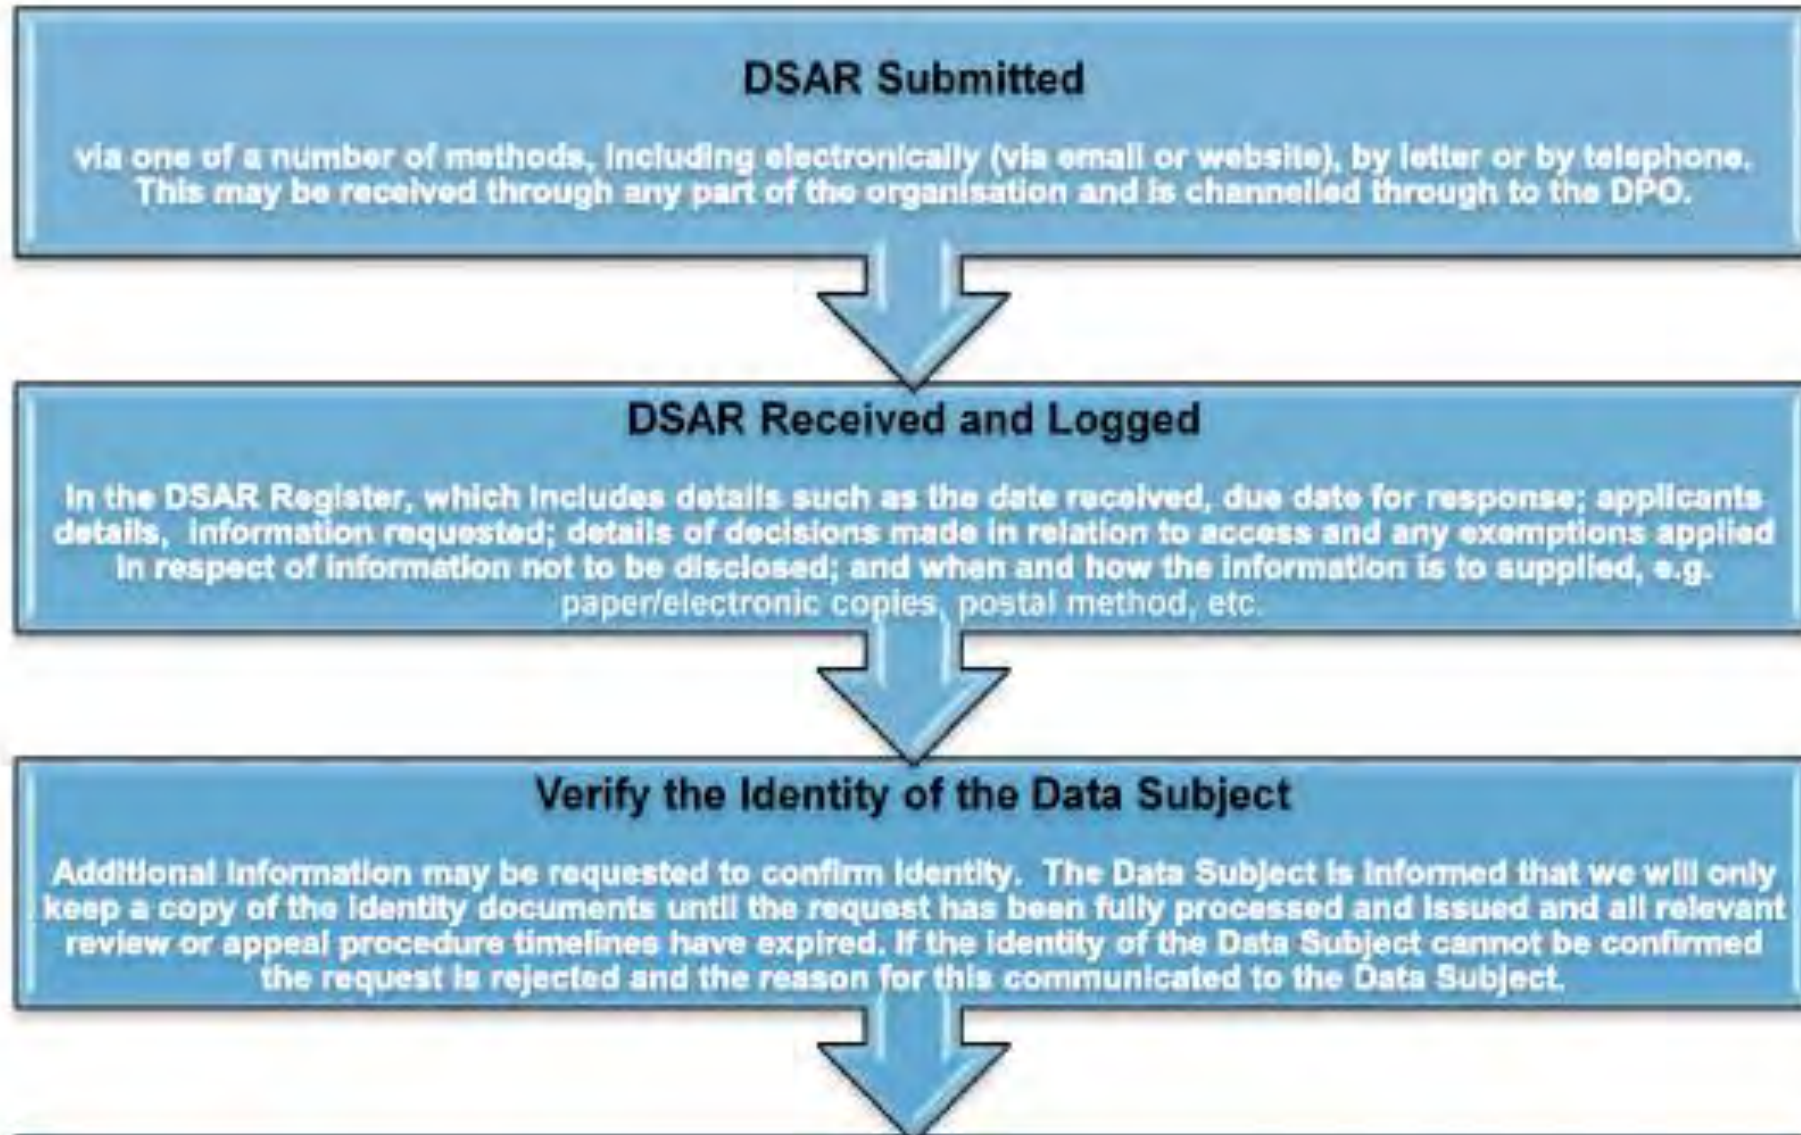 DSAR Submitted
via one of a number of methods, including electronically (via email or website), by letter or by telephone.
This may be received through any part of the organisation and is channelled through to the DPO.
DSAR Received and Logged
In the DSAR Register, which includes details such as the date received, due date for response; applicants
details,  information requested; details of decisions made in relation to access and any exemptions applied
in respect of information not to be disclosed; and when and how the information is to supplied, e.g.
paper/electronic copies, postal method, etc.
Verify the Identity of the Data Subject
Additional information may be requested to confirm identity.  The Data Subject is informed that we will only
keep a copy of the identity documents until the request has been fully processed and issued and all relevant
review or appeal procedure timelines have expired. If the identity of the Data Subject cannot be confirmed
the request is rejected and the reason for this communicated to the Data Subject.